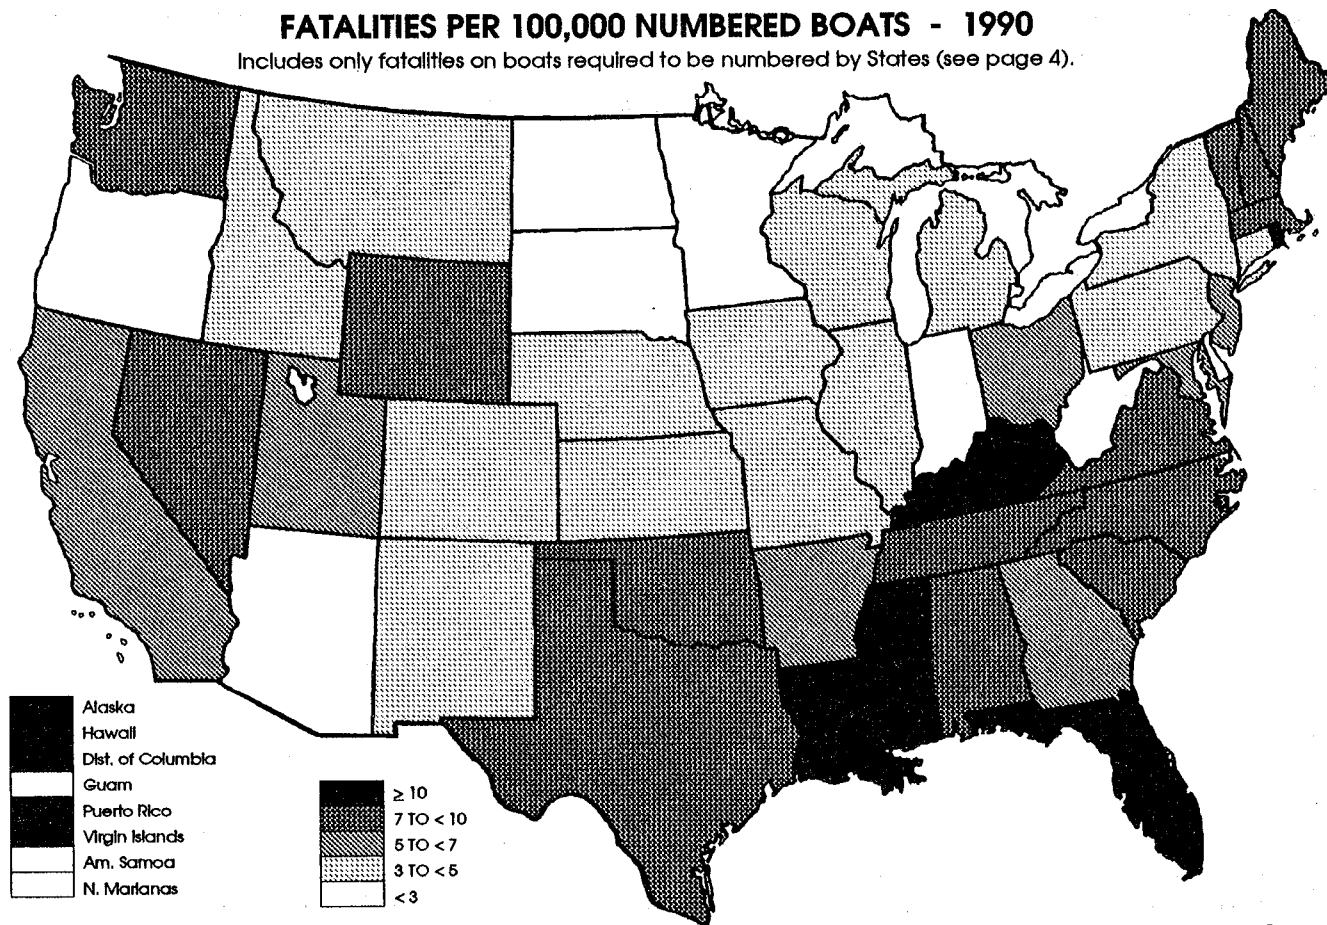 FATALITIES PER 100,000 NUMBERED BOATS - 1990
Includes only fatalities on boats required to be numbered by States (see page 4).
Alaska
Hawaii
Dist. of Columbia
Guam
Puerto Rico
Virgin Islands
Am. Samoa
N. Marianas
≥ 10
7 TO < 10
5 TO < 7
3 TO < 5
< 3